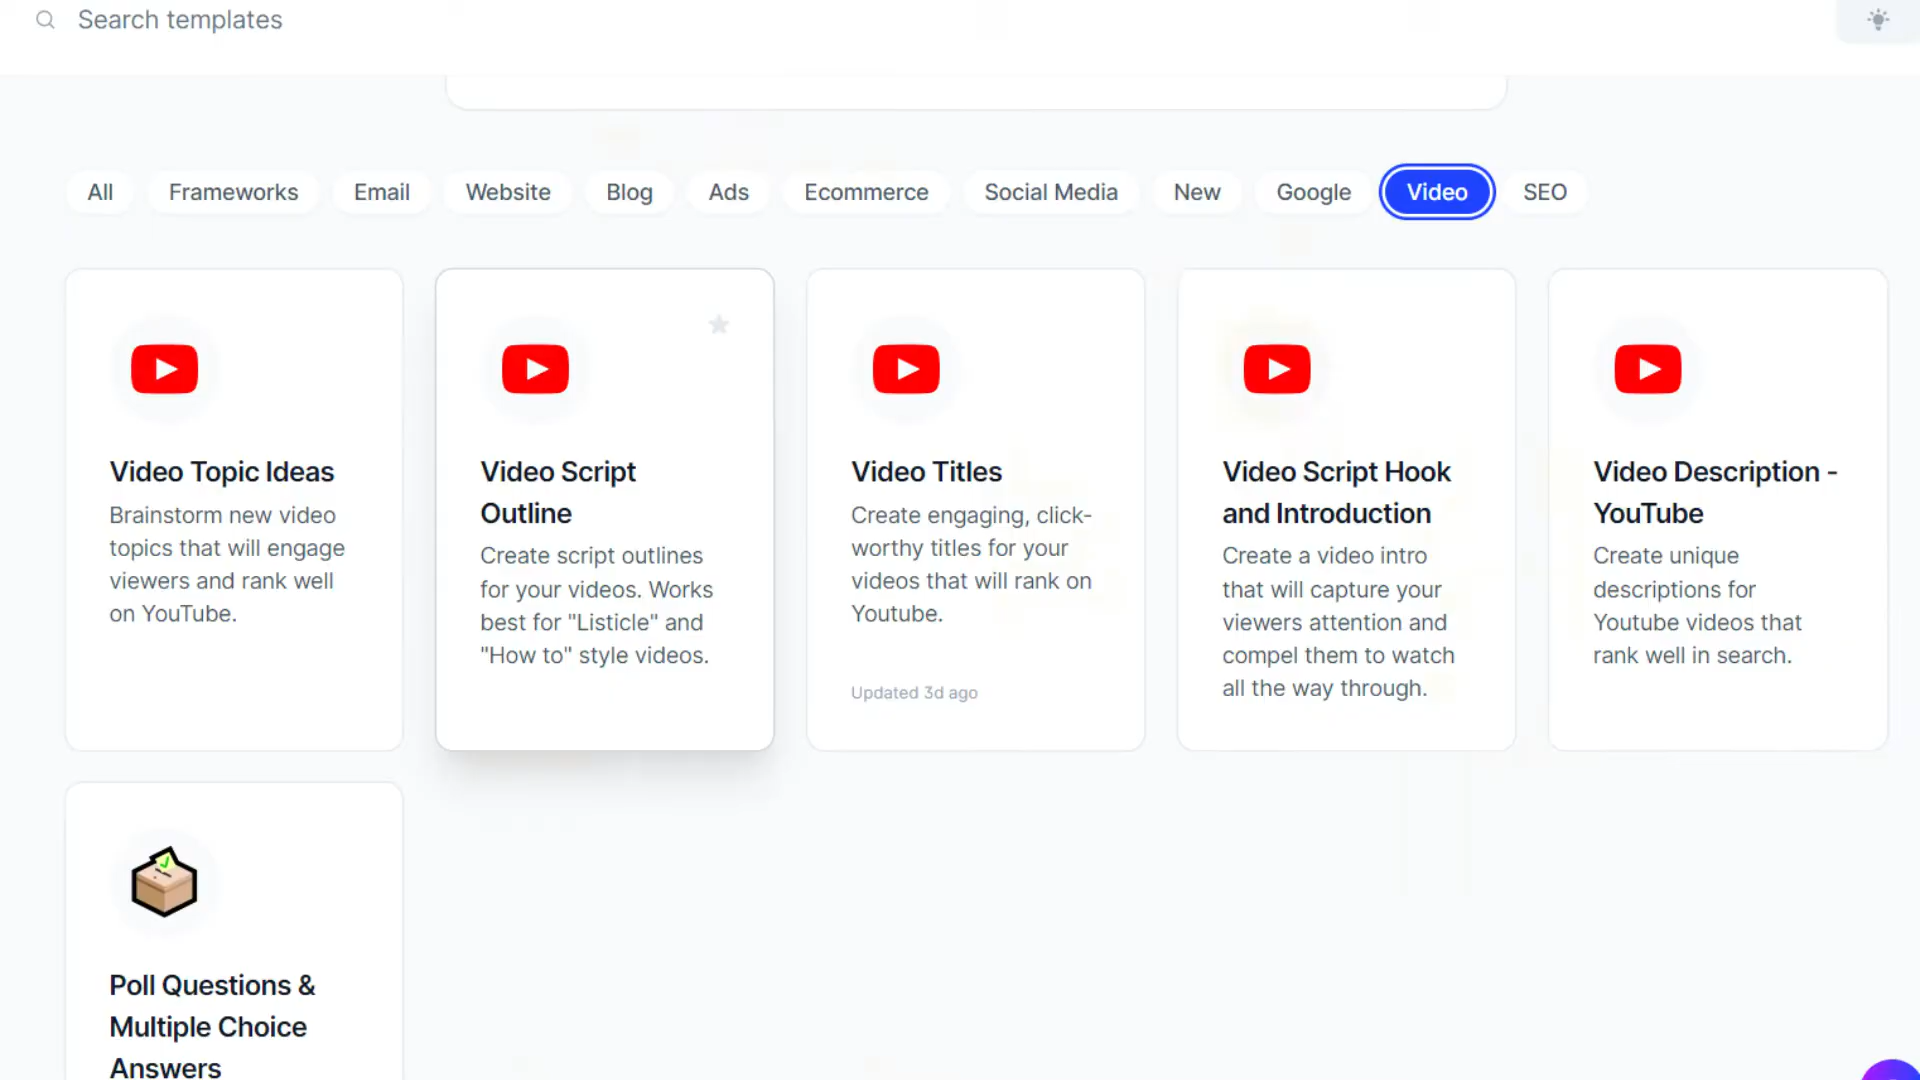 Search templates
All Frameworks Email Website Blog Ads Ecommerce Social Media New Google Video SEO
Video Topic Ideas
Brainstorm new video
topics that will engage
viewers and rank well
on YouTube.
Video Script
Outline
Create script outlines
for your videos. Works
best for "Listicle" and
"How to" style videos.
Video Titles
Create engaging, click-
worthy titles for your
videos that will rank on
Youtube.
Updated 3d ago
Video Script Hook
and Introduction
Create a video intro
that will capture your
viewers attention and
compel them to watch
all the way through.
Video Description -
YouTube
Create unique
descriptions for
Youtube videos that
rank well in search.
Poll Questions &
Multiple Choice
Answers